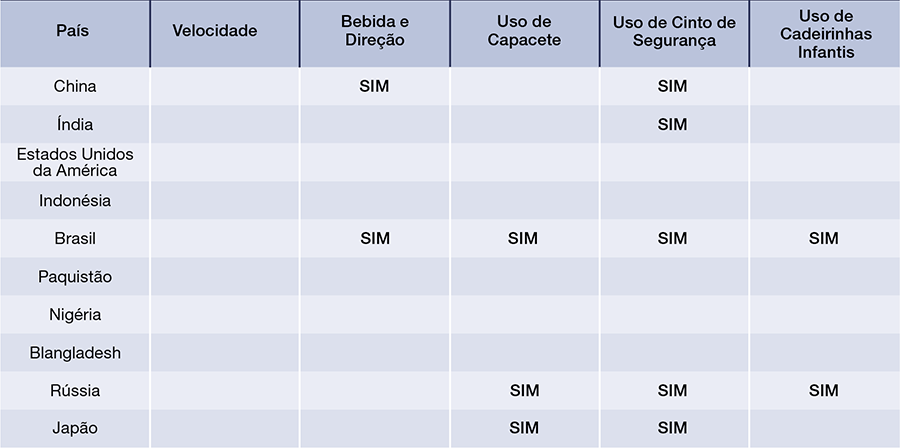 País Velocidade Bebida e Direção Uso de Capacete Uso de Cinto de Segurança Uso de Cadeirinhas Infantis
China SIM SIM
Índia SIM
Estados Unidos
da América
Indonésia
Brasil SIM SIM SIM SIM
Paquistão
Nigéria
Blangladesh
Rússia SIM SIM SIM
Japão SIM SIM